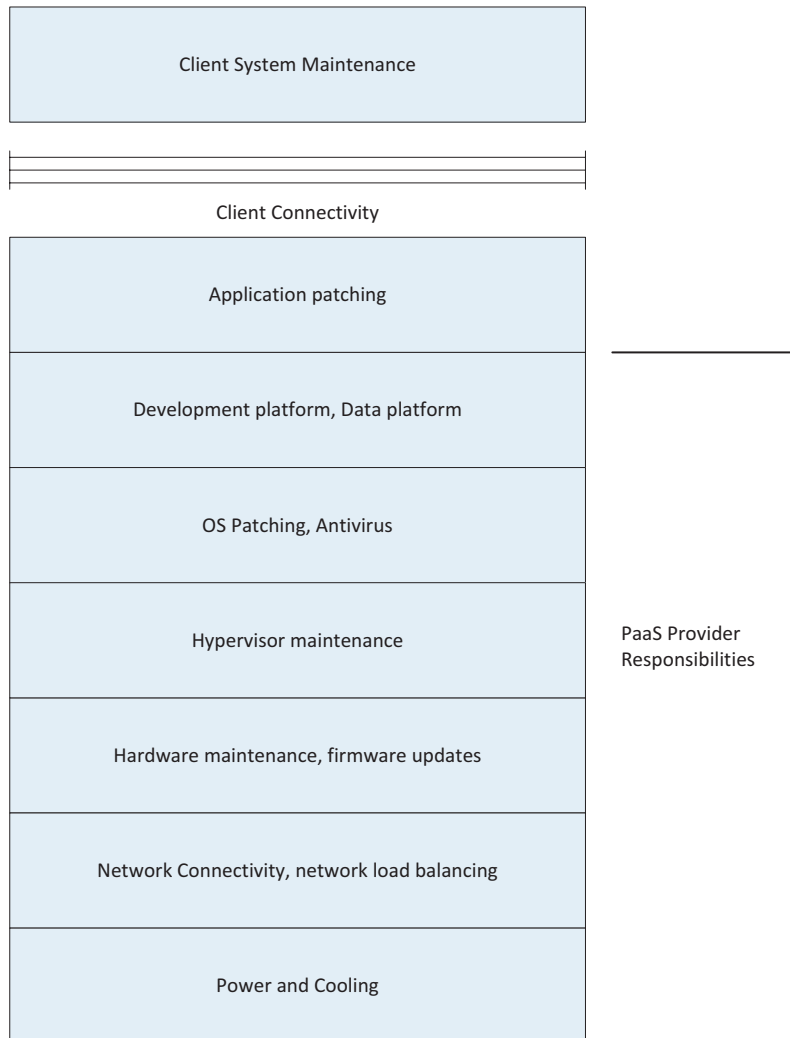 Client System Maintenance
Client Connectivity
Application patching
Development platform, Data platform
OS Patching, Antivirus
Hypervisor maintenance
PaaS Provider
Responsibilities
Hardware maintenance, firmware updates
Network Connectivity, network load balancing
Power and Cooling